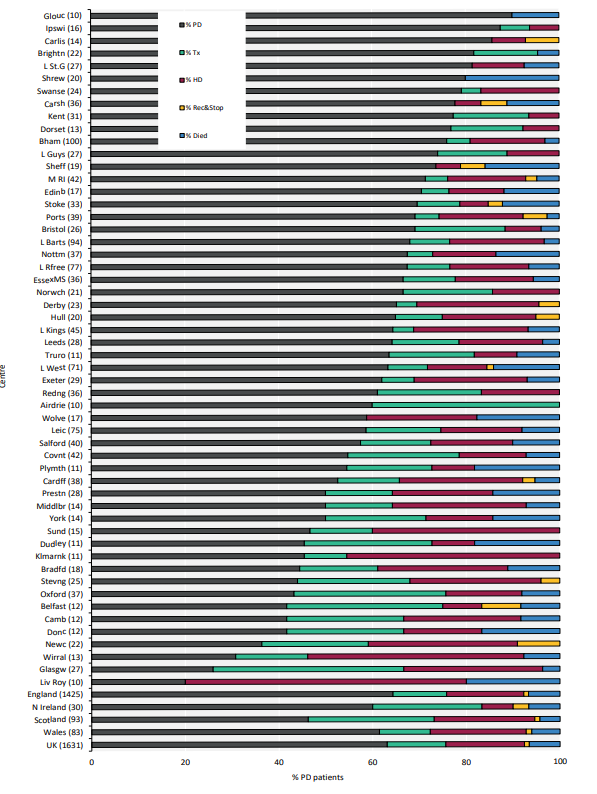 Glouc (10)
% PD
Ipswi (16)
Carlis (14)
Brightn (22)
% Tx
L St.G (27)
Shrew (20)
% HD
Swanse (24)
Carsh (36)
% Rec&Stop
Kent (31)
Dorset (13)
% Died
Bham (100)
L Guys (27)
Sheff (19)
M RI (42)
Edinb (17)
Stoke (33)
Ports (39)
Bristol (26)
L Barts (94)
Nottm (37)
L Rfree (77)
EssexMS (36)
Norwch (21)
Derby (23)
Hull (20)
L Kings (45)
Leeds (28)
Truro (11)
L West (71)
Centre
Exeter (29)
Redng (36)
Airdrie (10)
Wolve (17)
Leic (75)
Salford (40)
Covnt (42)
Plymth (11)
Cardff (38)
Prestn (28)
Middlbr (14)
York (14)
Sund (15)
Dudley (11)
Klmarnk (11)
Bradfd (18)
Stevng (25)
Oxford (37)
Belfast (12)
Camb (12)
Donc (12)
Newc (22)
Wirral (13)
Glasgw (27)
Liv Roy (10)
England (1425)
N Ireland (30)
Scotland (93)
Wales (83)
UK (1631)
0 20 40 60 80 100
% PD patients